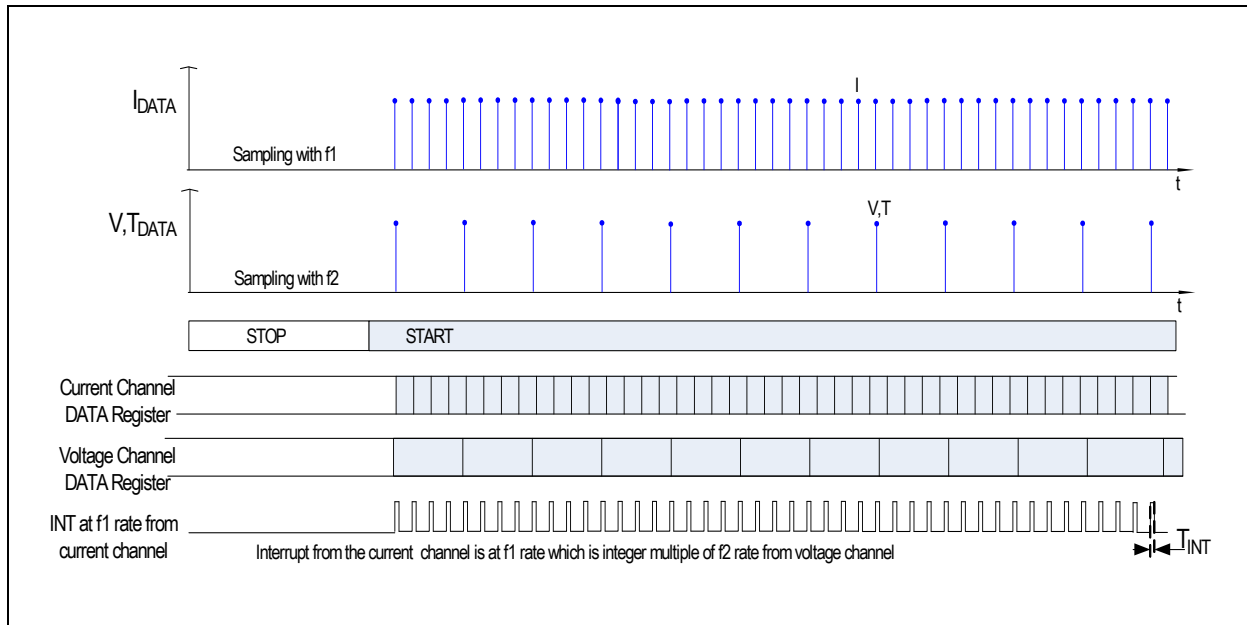 I
IDATA
Sampling with f1
t
V,T
V,TDATA
Sampling with f2
t
STOP
START
Current Channel
DATA Register
Voltage Channel
DATA Register
INT at f1 rate from
current channel
Interrupt from the current channel is at f1 rate which is integer multiple of f2 rate from voltage channel
TINT